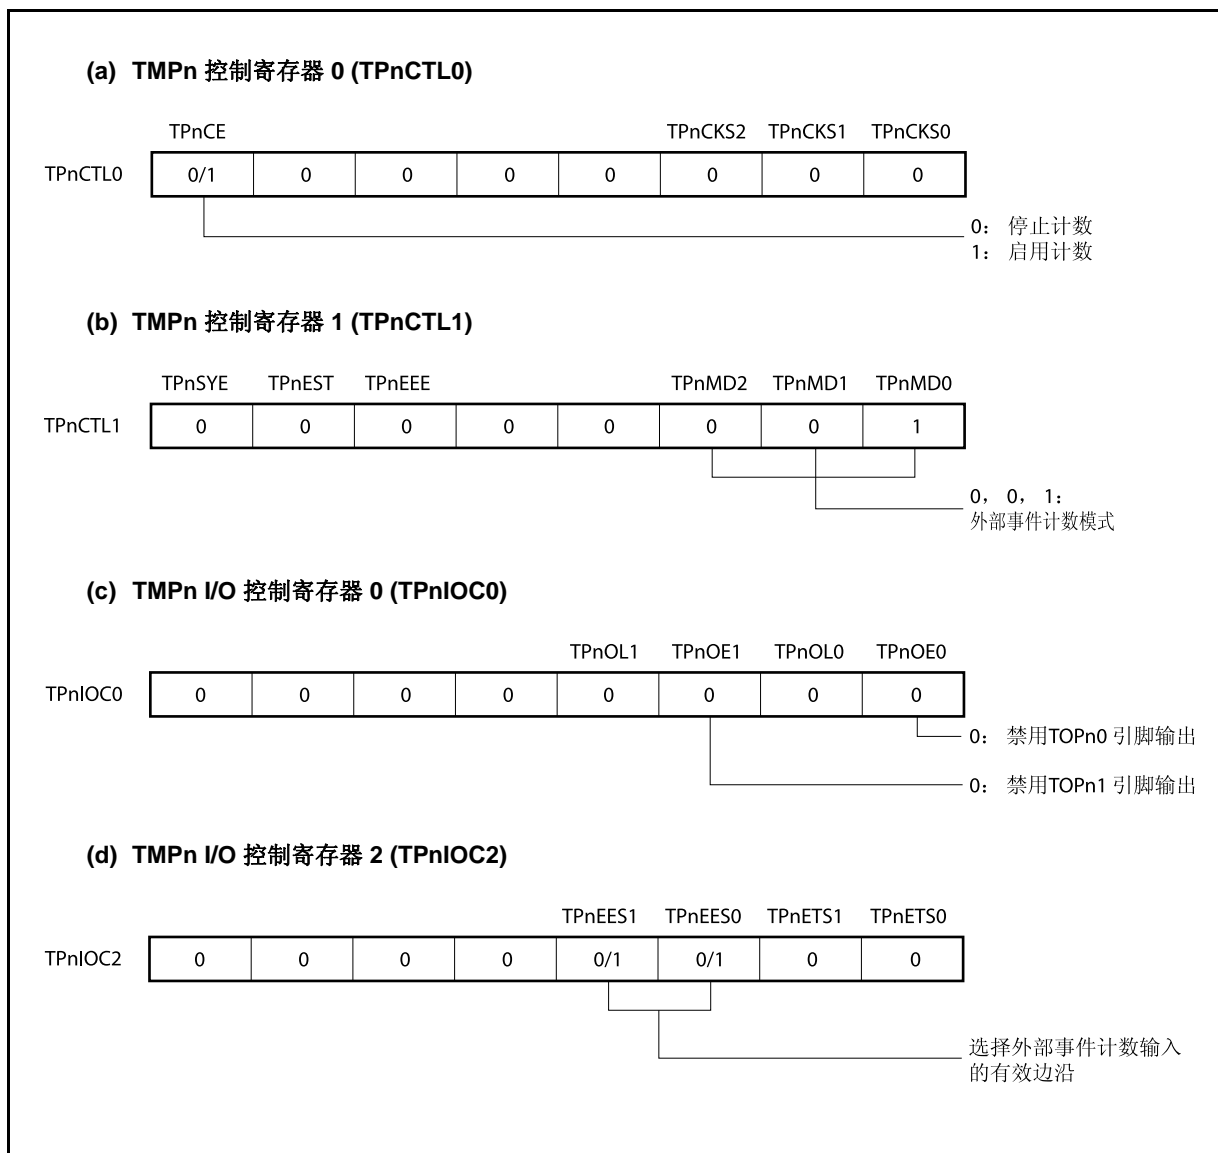 (a) TMPn 控制寄存器 0 (TPnCTL0)
TPnCE TPnCKS2 TPnCKS1 TPnCKS0
TPnCTL0 0/1 0 0 0 0 0 0 0
0： 停止计数
1： 启用计数
(b) TMPn 控制寄存器 1 (TPnCTL1)
TPnSYE TPnEST TPnEEE TPnMD2 TPnMD1 TPnMD0
TPnCTL1 0 0 0 0 0 0 0 1
0， 0， 1：
外部事件计数模式
(c) TMPn I/O 控制寄存器 0 (TPnIOC0)
TPnOL1 TPnOE1 TPnOL0 TPnOE0
TPnIOC0 0 0 0 0 0 0 0 0
0： 禁用TOPn0 引脚输出
0： 禁用TOPn1 引脚输出
(d) TMPn I/O 控制寄存器 2 (TPnIOC2)
TPnEES1 TPnEES0 TPnETS1 TPnETS0
TPnIOC2 0 0 0 0 0/1 0/1 0 0
选择外部事件计数输入
的有效边沿